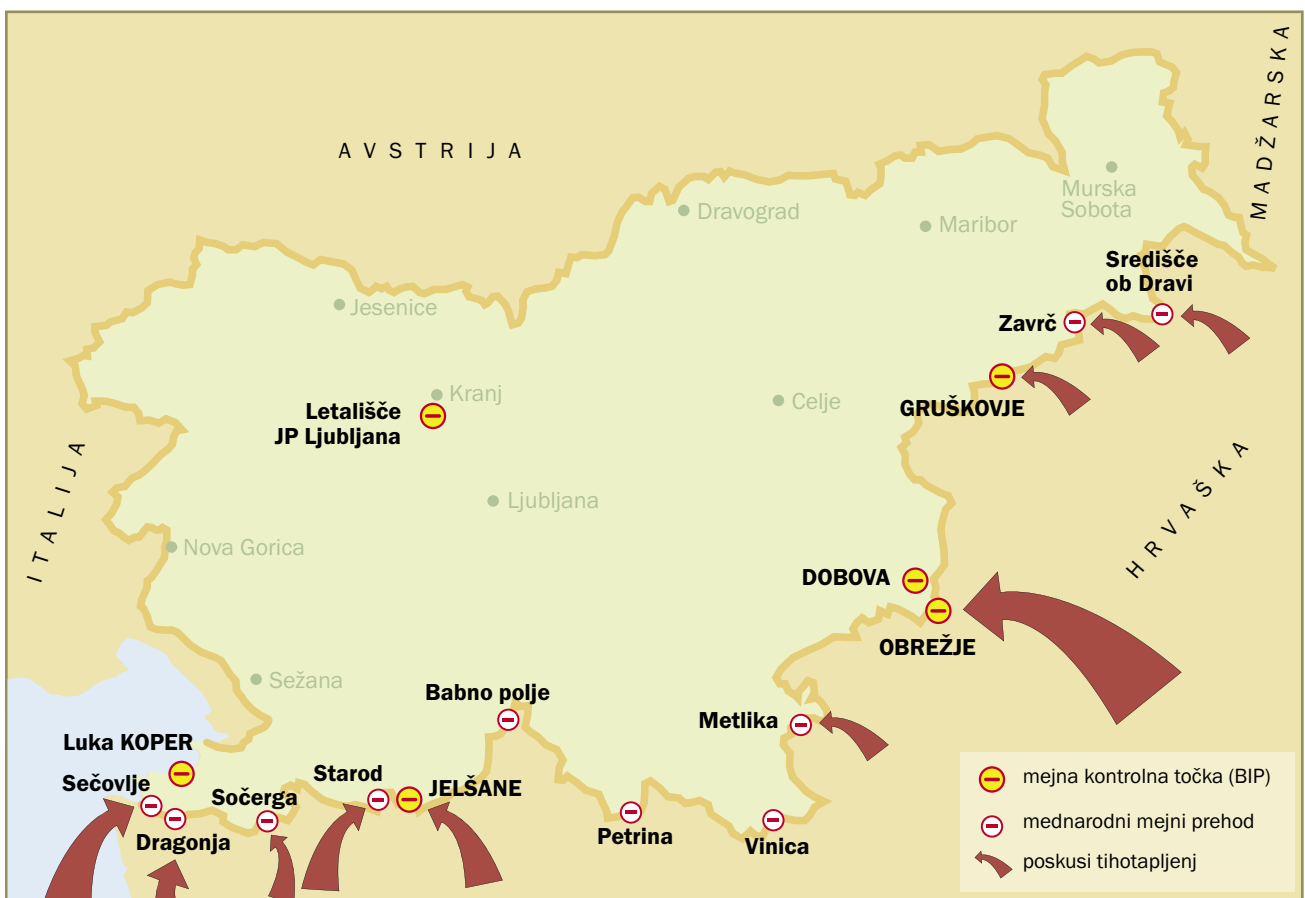 AVSTRIJA
MADŽARSKA
Murska
Sobota
Dravograd
Maribor
Središče
ob Dravi
Jesenice
Zavrč
Kranj
Letališče
JP Ljubljana
Celje
GRUŠKOVJE
ITALIJA
HRVAŠKA
Ljubljana
Nova Gorica
DOBOVA
OBREŽJE
Sežana
Babno polje
Metlika
Luka KOPER
Sečovlje
Starod
JELŠANE
Sočerga
Dragonja
Petrina
Vinica
mejna kontrolna točka (BIP)
mednarodni mejni prehod
poskusi tihotapljenj